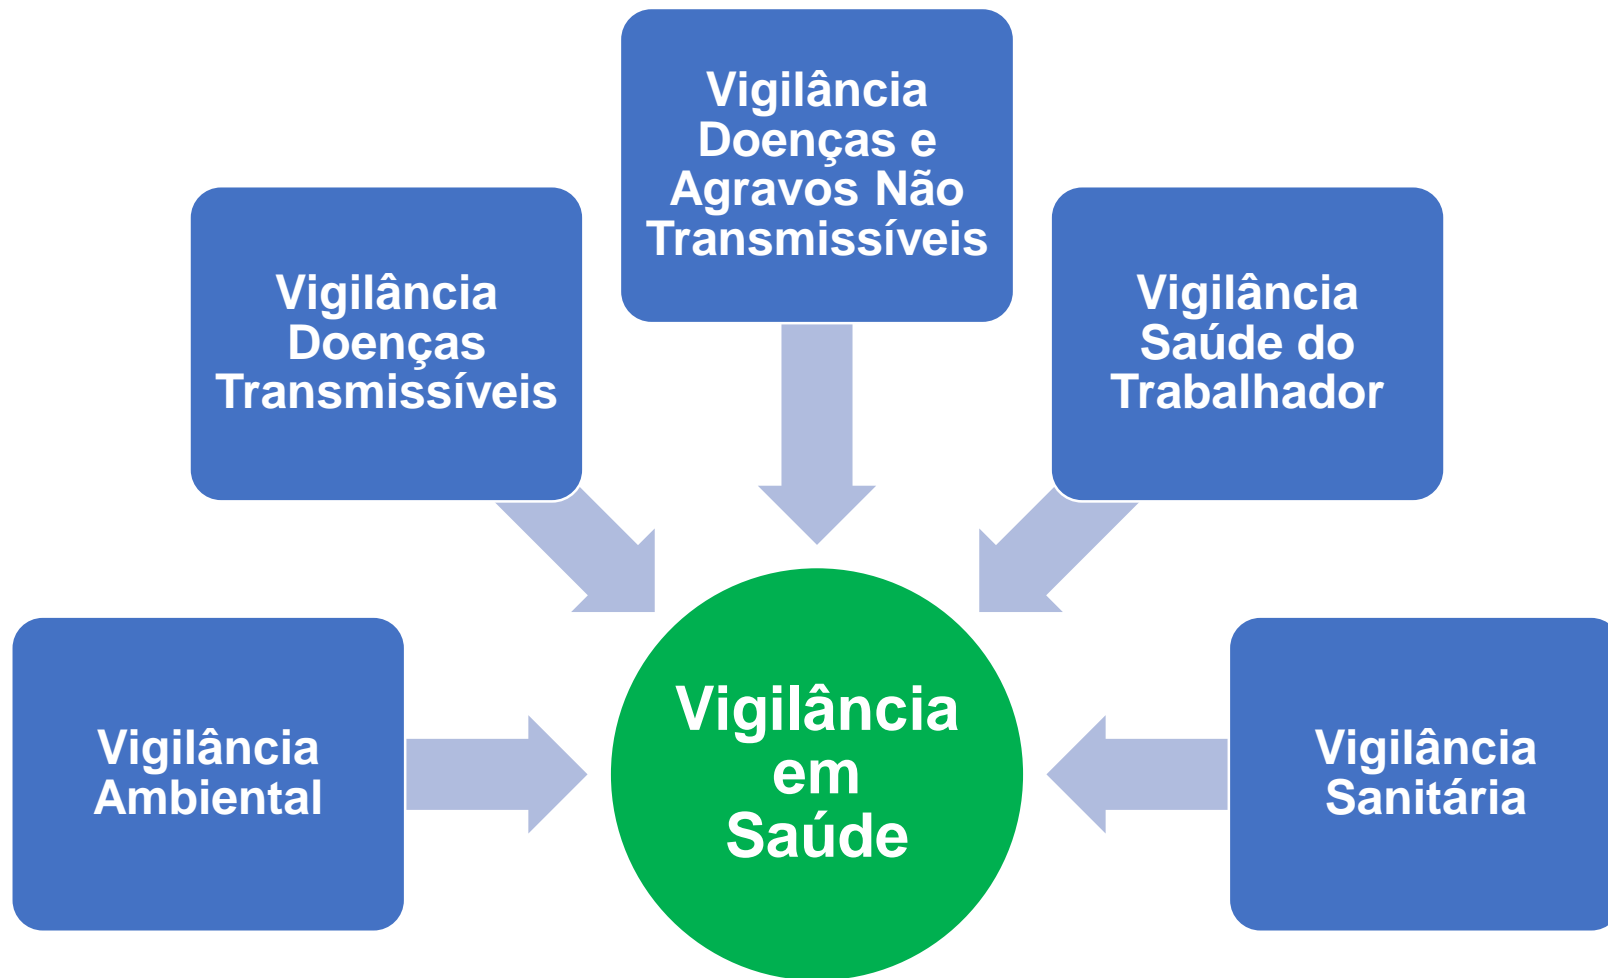 Vigilância
Doenças e
Agravos Não
Transmissíveis
Vigilância
Doenças
Transmissíveis
Vigilância
Saúde do
Trabalhador
Vigilância
Ambiental
Vigilância
em
Saúde
Vigilância
Sanitária